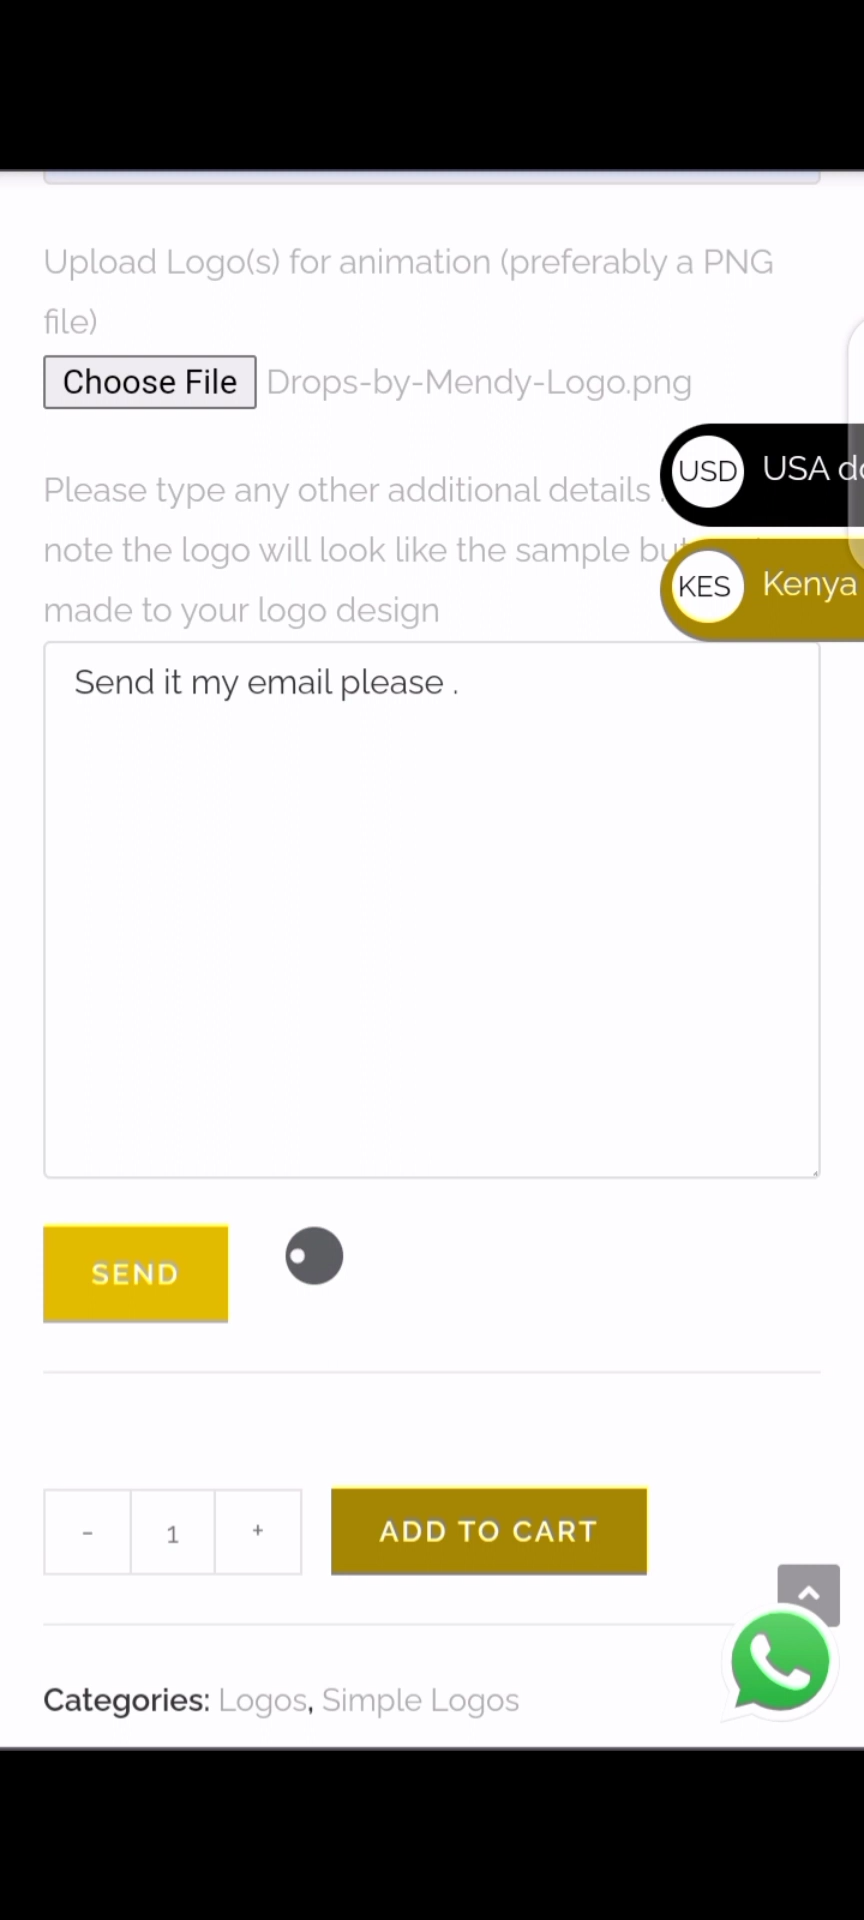 Upload Logo(s) for animation (preferably a PNG
file)
Choose File Drops-by-Mendy-Logo.png
USD USA
Please type any other additional details
note the logo will look like the sample
KES Kenya
made to your logo design
Send it my email please .
SEND
- 1 +
ADD TO CART
Categories: Logos, Simple Logos